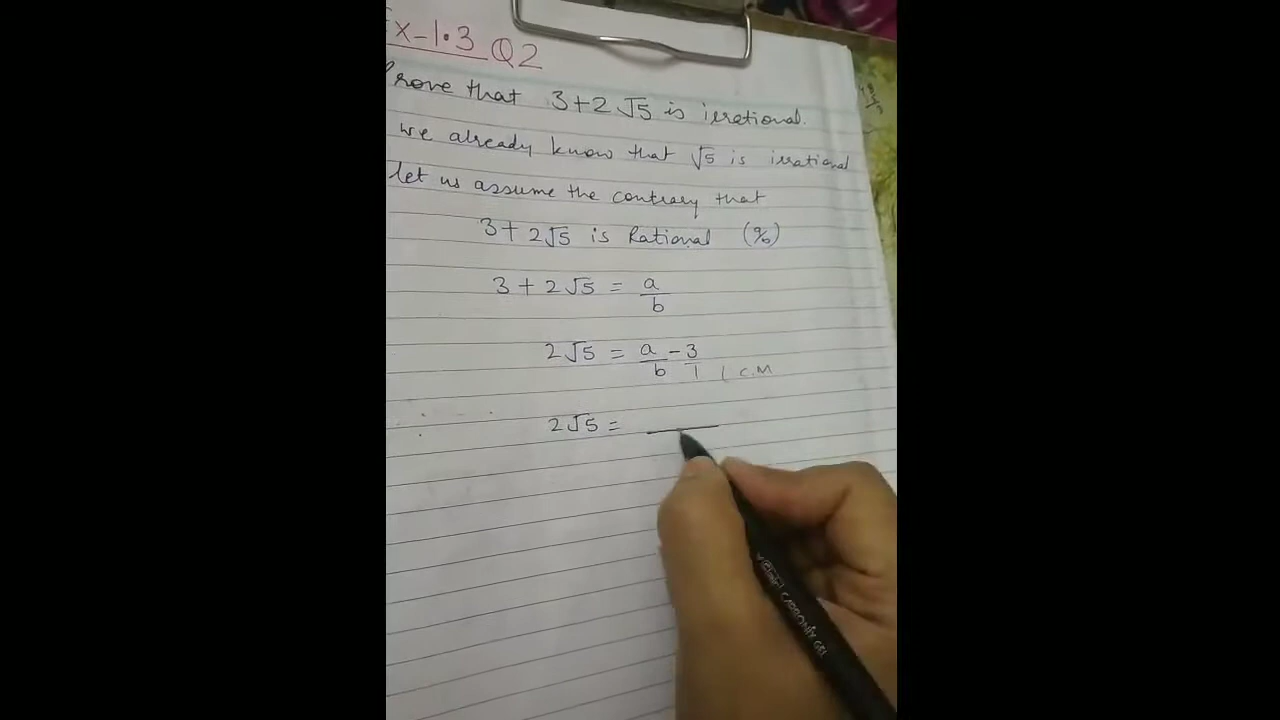 Ex-1.3 Q2
Prove that 3+2√5 is irrational.
we already know that √5 is irrational
let us assume the contrary that
3+2√5 is Rational (%)
3 + 2√5 = a/b
2√5 = a/b - 3/1 L C.M
2√5 =
CARBONIX GEL